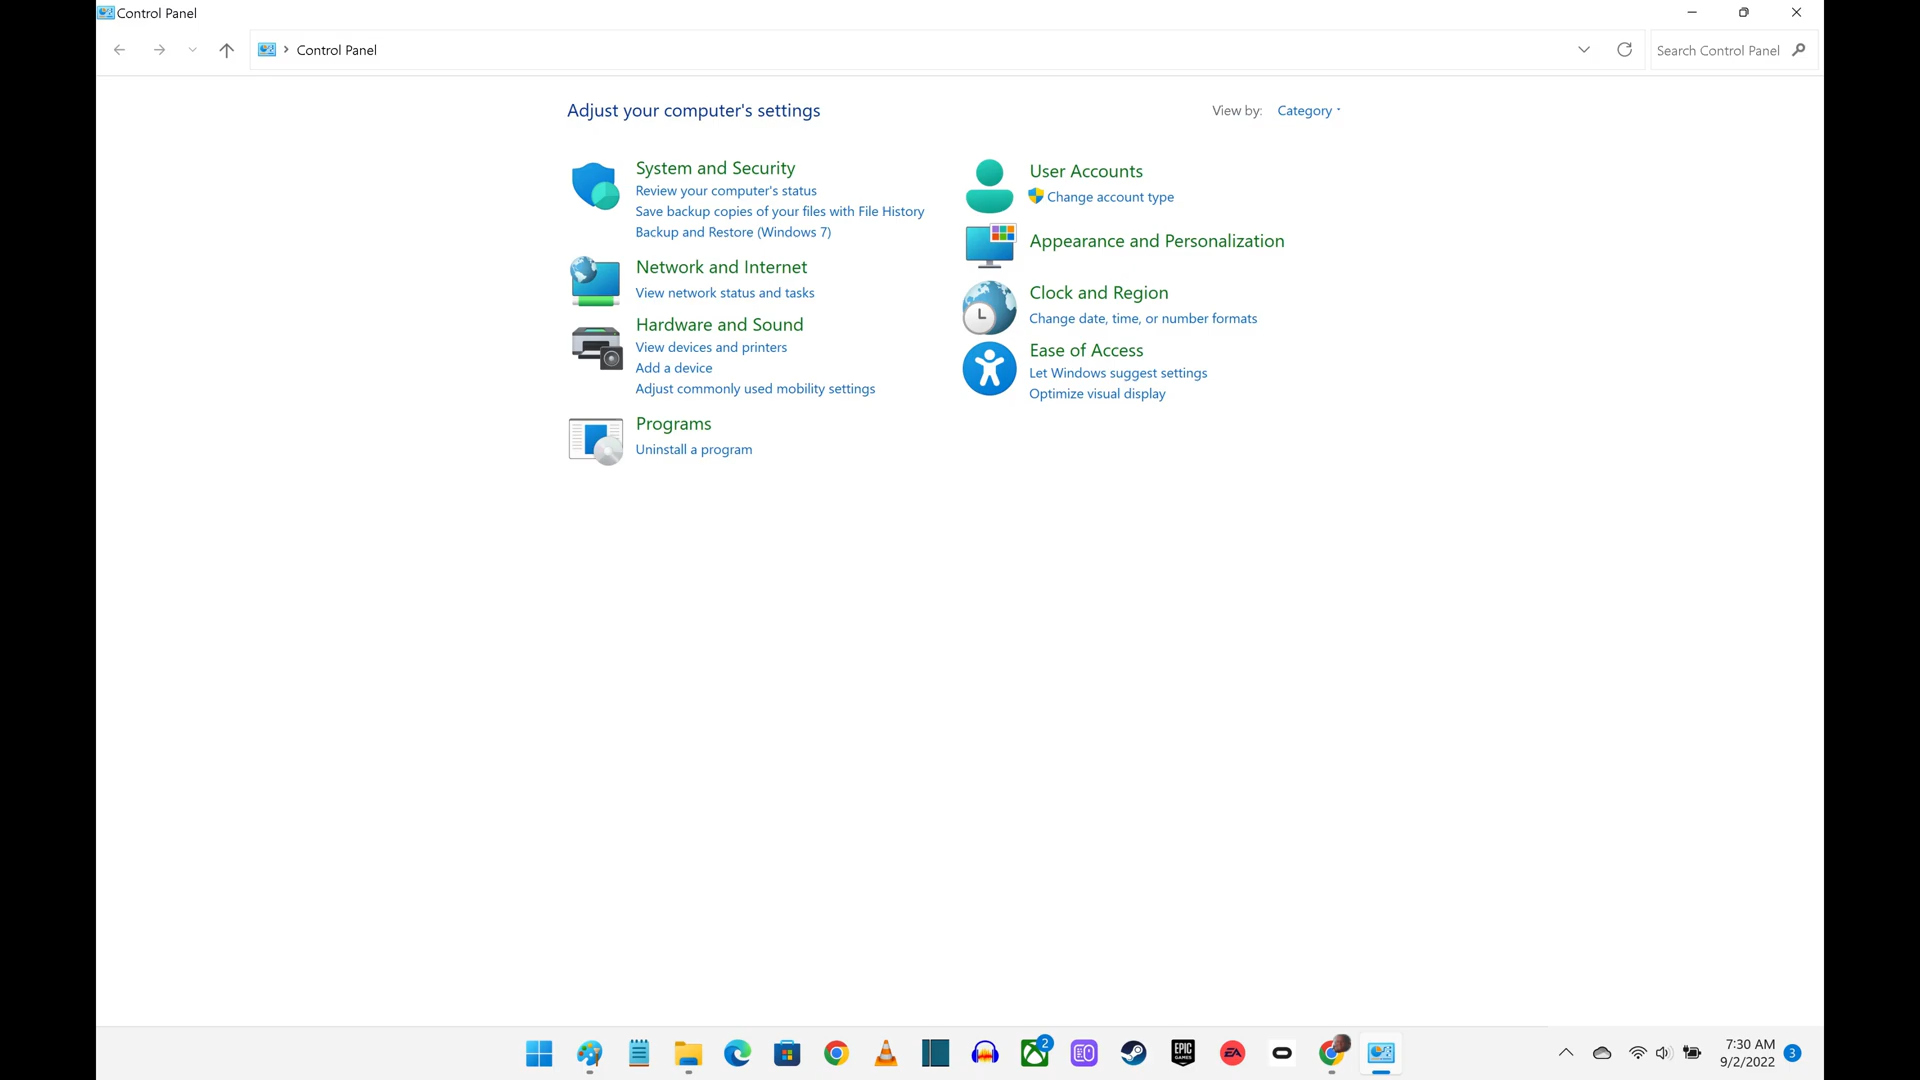 Control Panel
Control Panel
Search Control Panel
Adjust your computer's settings
View by: Category
System and Security
Review your computer's status
Save backup copies of your files with File History
Backup and Restore (Windows 7)
Network and Internet
View network status and tasks
Hardware and Sound
View devices and printers
Add a device
Adjust commonly used mobility settings
Programs
Uninstall a program
User Accounts
Change account type
Appearance and Personalization
Clock and Region
Change date, time, or number formats
Ease of Access
Let Windows suggest settings
Optimize visual display
2
EPIC
GAMES
EA
7:30 AM
9/2/2022
3